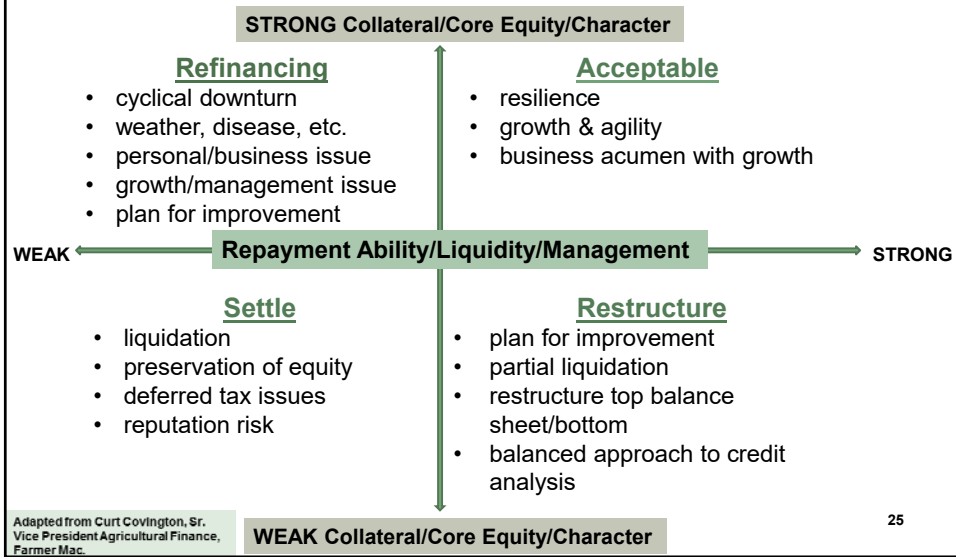 STRONG Collateral/Core Equity/Character
Refinancing
• cyclical downturn
• weather, disease, etc.
• personal/business issue
• growth/management issue
• plan for improvement
Acceptable
• resilience
• growth & agility
• business acumen with growth
WEAK
Repayment Ability/Liquidity/Management
STRONG
Settle
• liquidation
• preservation of equity
• deferred tax issues
• reputation risk
Restructure
• plan for improvement
• partial liquidation
• restructure top balance
sheet/bottom
• balanced approach to credit
analysis
Adapted from Curt Covington, Sr.
Vice President Agricultural Finance,
Farmer Mac.
WEAK Collateral/Core Equity/Character
25